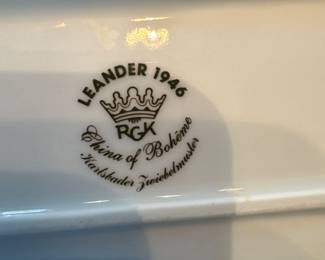 LEANDER 1946
RGK
China of Bohême
Karlsbader Zwiebelmuster